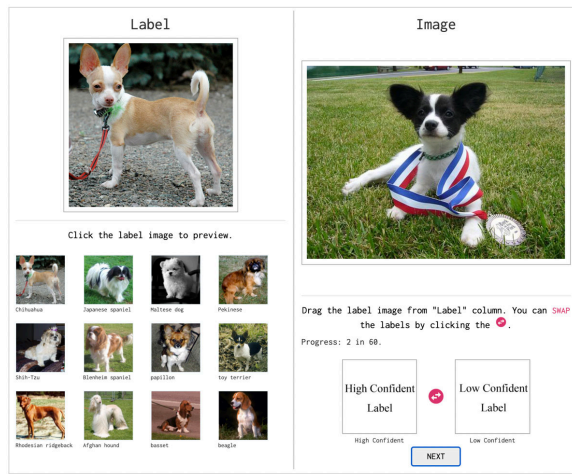 Label
Click the label image to preview.
Chihuahua
Japanese spaniel
Maltese dog
Pekinese
Shih-Tzu
Blenheim spaniel
papillon
toy terrier
Rhodesian ridgeback
Afghan hound
basset
beagle
Image
Drag the label image from "Label" column. You can SWAP
the labels by clicking the .
Progress: 2 in 60.
High Confident
Label
Low Confident
Label
High Confident
Low Confident
NEXT